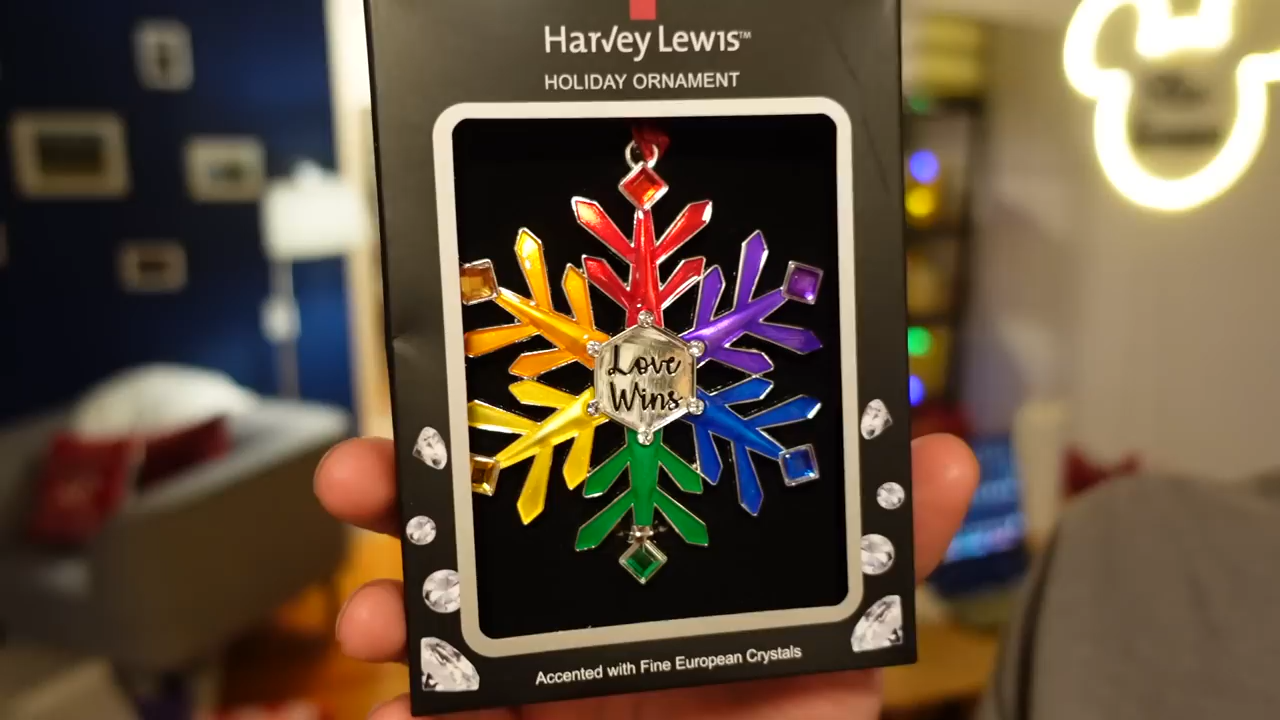 Harvey Lewis™
HOLIDAY ORNAMENT
Love
Wins
Accented with Fine European Crystals